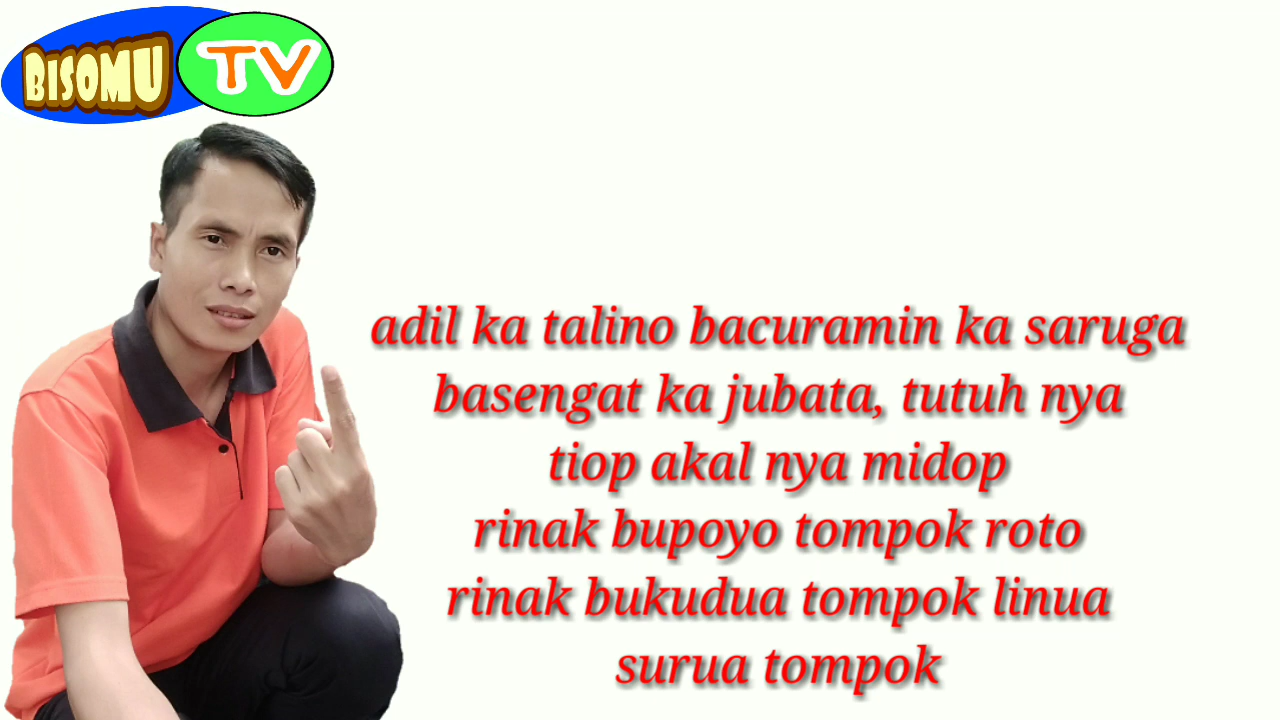 BISOMU TV
adil ka talino bacuramin ka saruga
basengat ka jubata, tutuh nya
tiop akal nya midop
rinak bupoyo tompok roto
rinak bukudua tompok linua
surua tompok